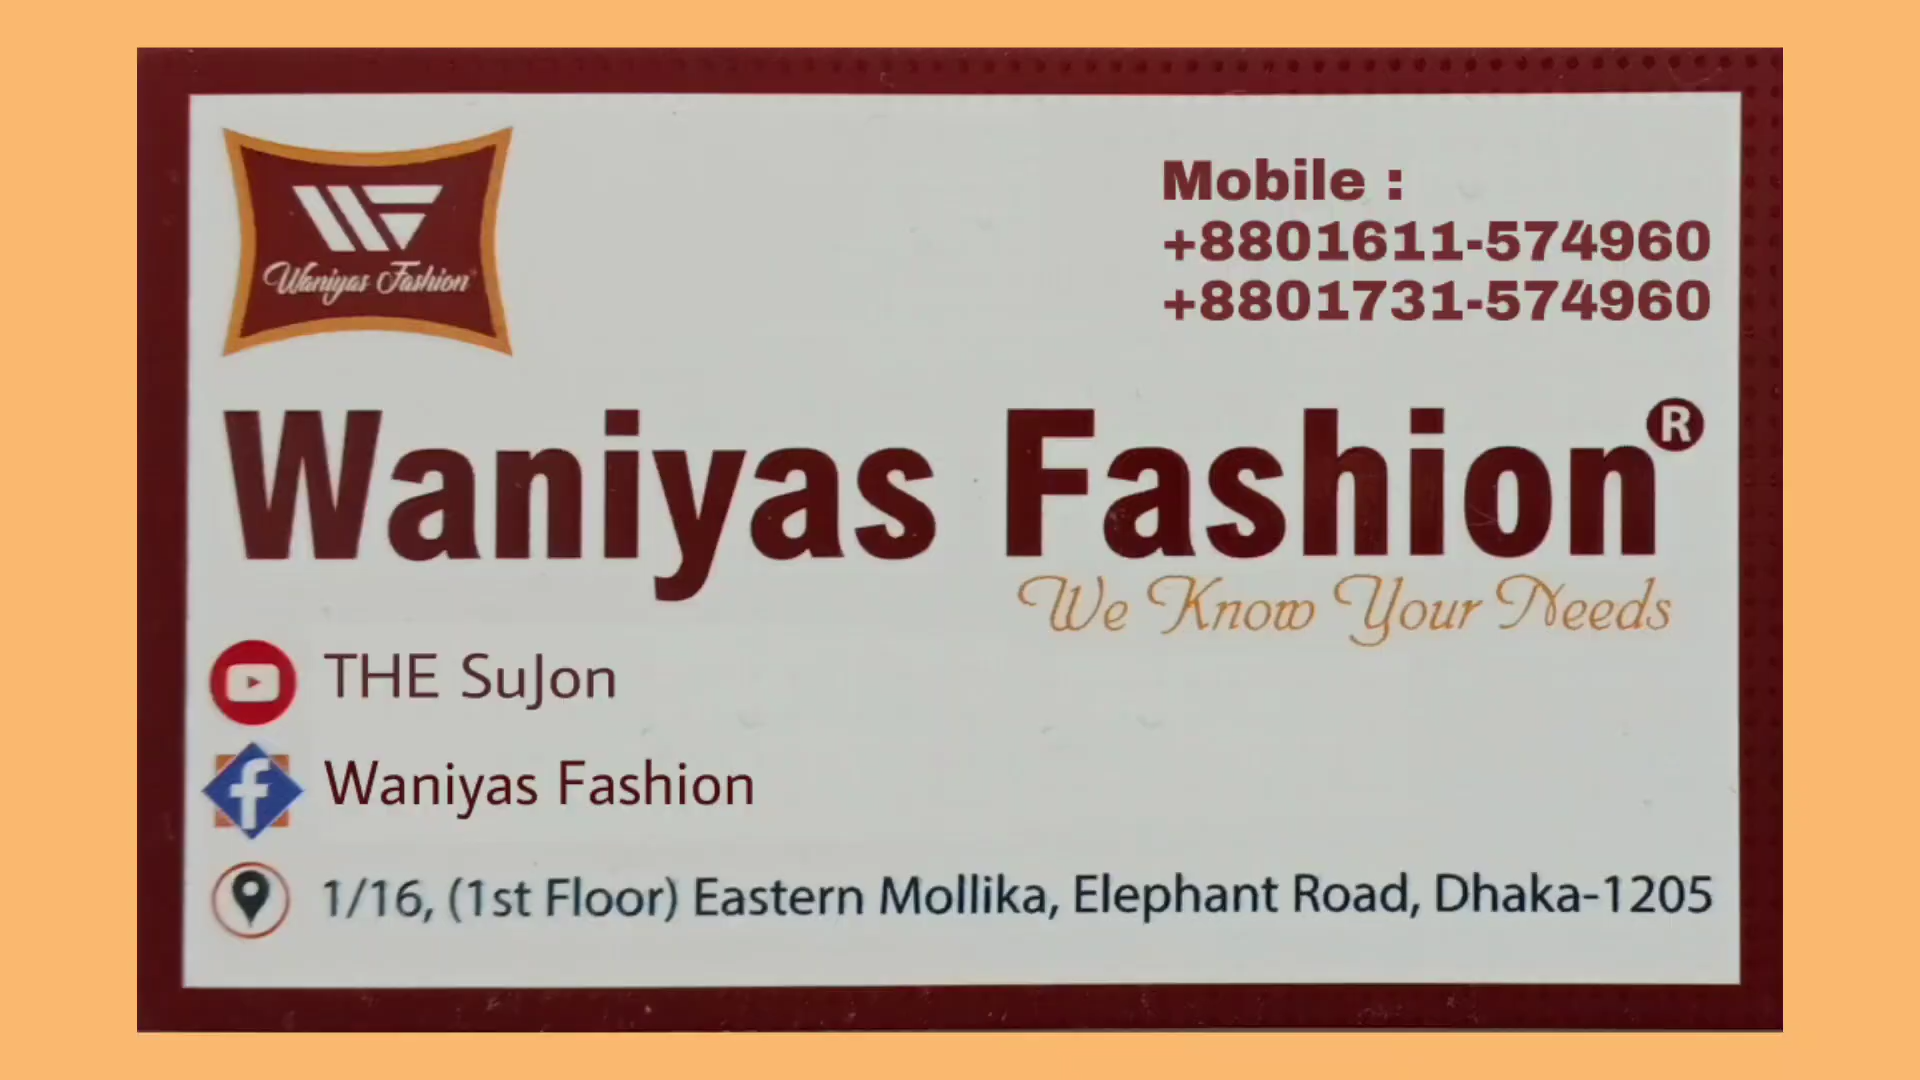 WF
Waniyas Fashion
Mobile :
+8801611-574960
+8801731-574960
Waniyas Fashion®
We Know Your Needs
THE SuJon
Waniyas Fashion
1/16, (1st Floor) Eastern Mollika, Elephant Road, Dhaka-1205